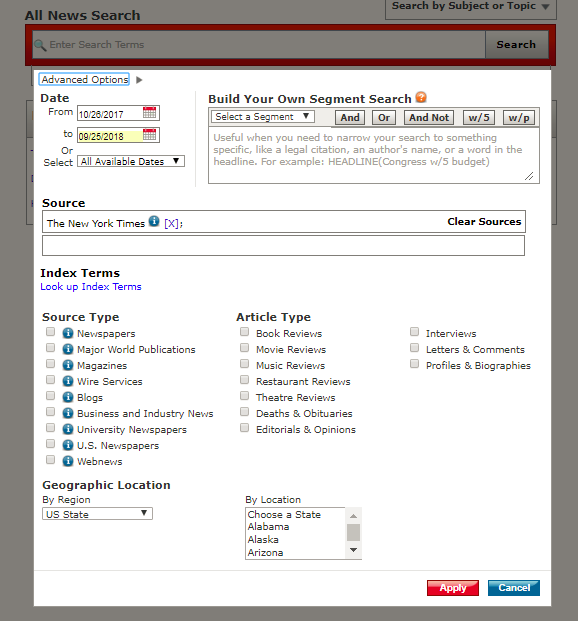 All News Search
Search by Subject or Topic
Enter Search Terms
Search
Advanced Options
Date
From 10/26/2017
to 09/25/2018
Or
Select All Available Dates
Build Your Own Segment Search
Select a Segment And Or And Not w/5 w/p
Useful when you need to narrow your search to something
specific, like a legal citation, an author's name, or a word in the
headline. For example: HEADLINE(Congress w/5 budget)
Source
The New York Times [X]; Clear Sources
Index Terms
Look up Index Terms
Source Type
Newspapers
Major World Publications
Magazines
Wire Services
Blogs
Business and Industry News
University Newspapers
U.S. Newspapers
Webnews
Article Type
Book Reviews
Movie Reviews
Music Reviews
Restaurant Reviews
Theatre Reviews
Deaths & Obituaries
Editorials & Opinions
Interviews
Letters & Comments
Profiles & Biographies
Geographic Location
By Region
US State
By Location
Choose a State
Alabama
Alaska
Arizona
Apply Cancel